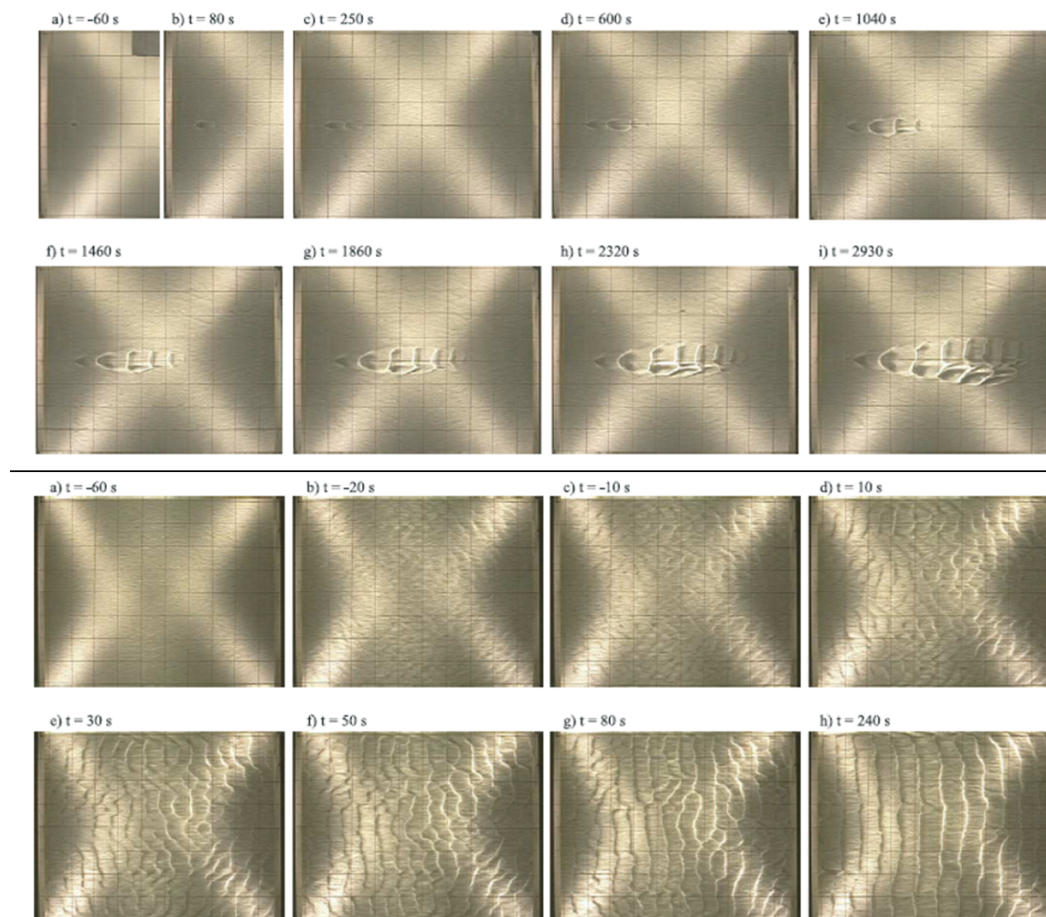 a) t = -60 s
b) t = 80 s
c) t = 250 s
d) t = 600 s
e) t = 1040 s
f) t = 1460 s
g) t = 1860 s
h) t = 2320 s
i) t = 2930 s
a) t = -60 s
b) t = -20 s
c) t = -10 s
d) t = 10 s
e) t = 30 s
f) t = 50 s
g) t = 80 s
h) t = 240 s